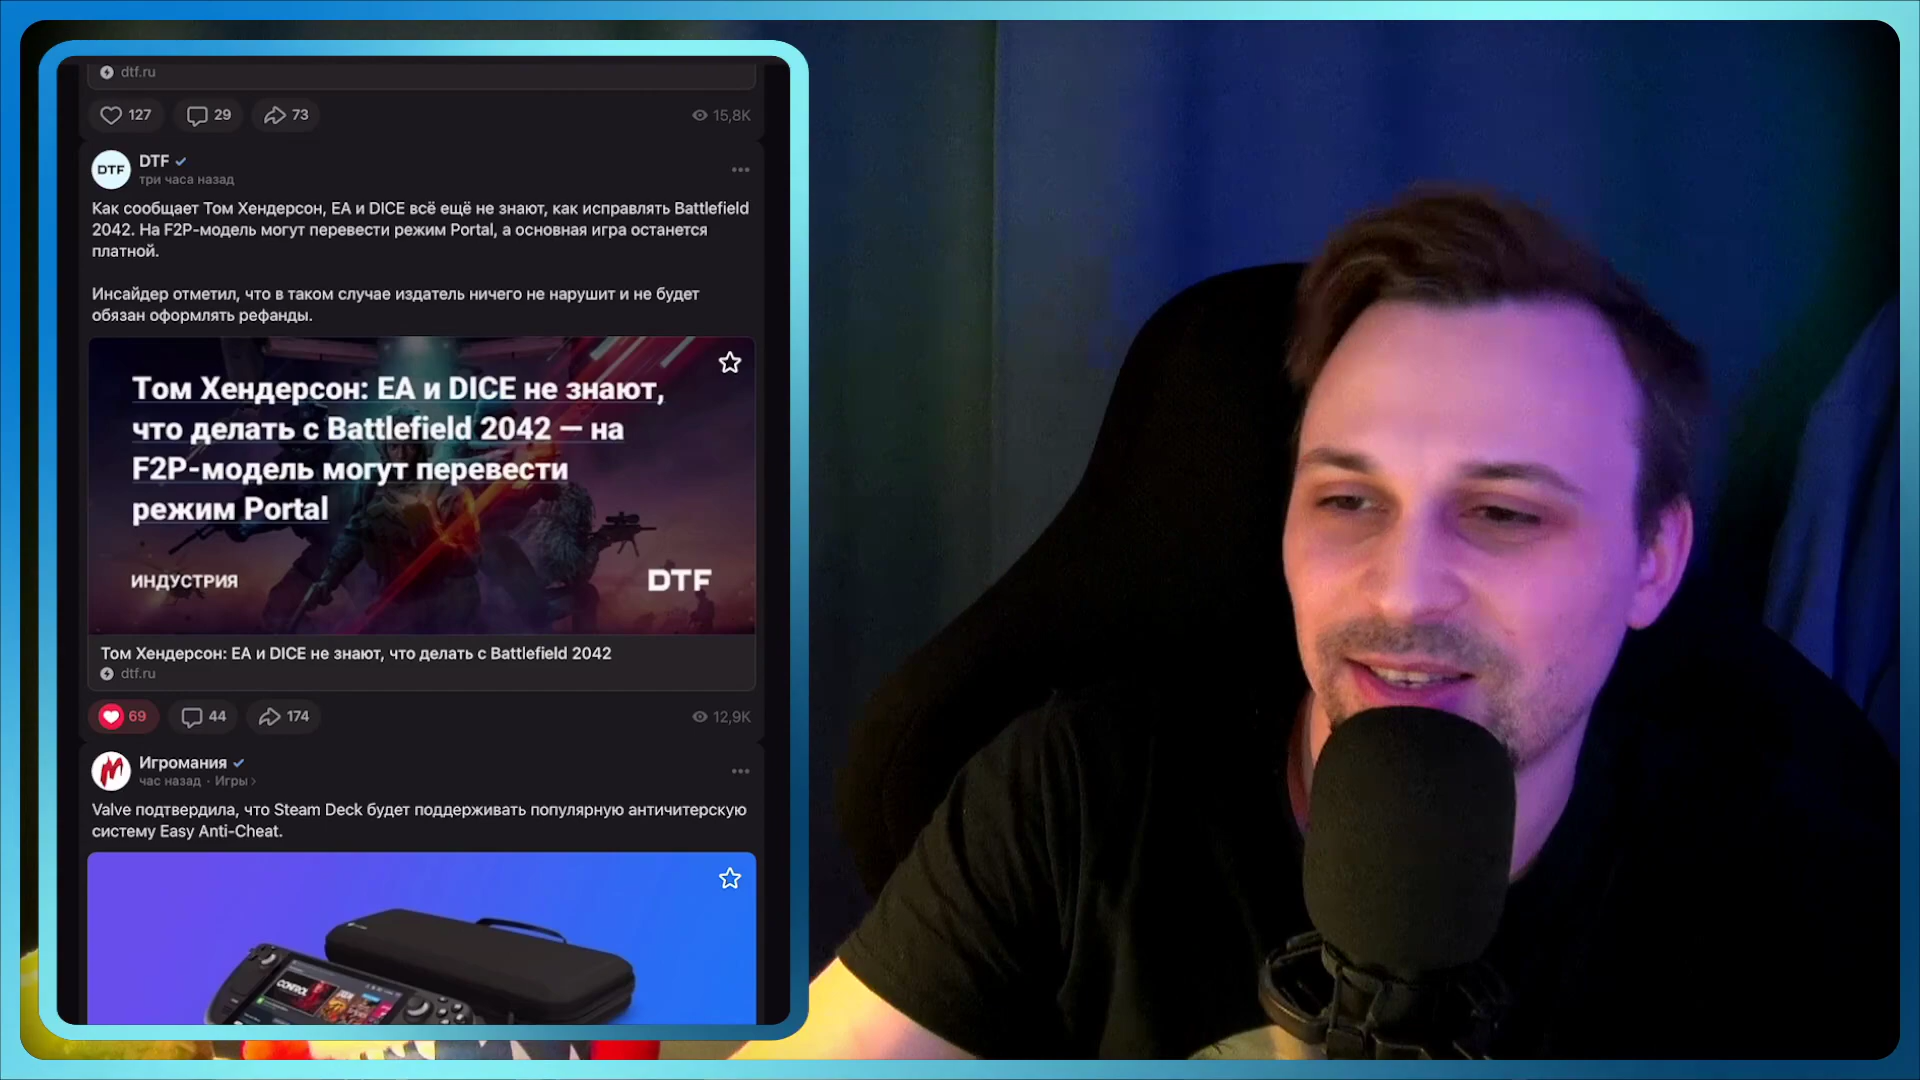 dtf.ru
127 29 73 15,8K
DTF
DTF
три часа назад
Как сообщает Том Хендерсон, EA и DICE всё ещё не знают, как исправлять Battlefield
2042. На F2P-модель могут перевести режим Portal, а основная игра останется
платной.
Инсайдер отметил, что в таком случае издатель ничего не нарушит и не будет
обязан оформлять рефанды.
Том Хендерсон: EA и DICE не знают,
что делать с Battlefield 2042 — на
F2P-модель могут перевести
режим Portal
ИНДУСТРИЯ
DTF
Том Хендерсон: EA и DICE не знают, что делать с Battlefield 2042
dtf.ru
69 44 174 12,9K
Игромания
час назад · Игры
Valve подтвердила, что Steam Deck будет поддерживать популярную античитерскую
систему Easy Anti-Cheat.
CONTROL